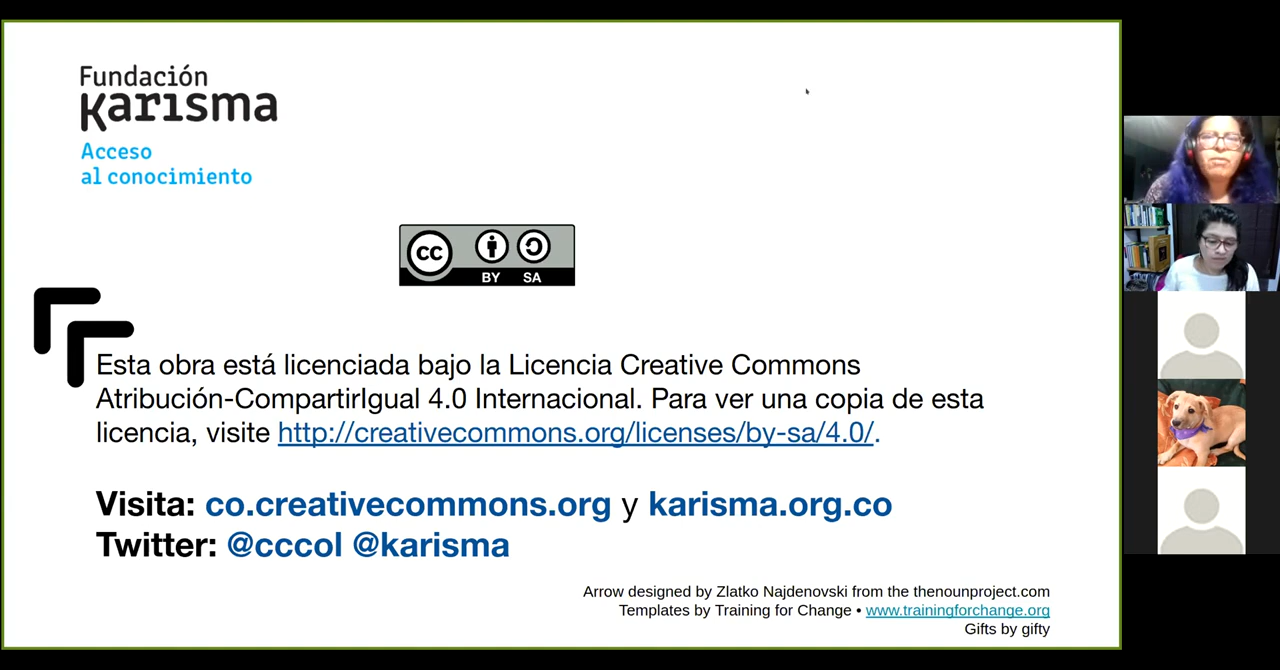 Fundación
Karisma
Acceso
al conocimiento
CC
BY SA
Esta obra está licenciada bajo la Licencia Creative Commons
Atribución-CompartirIgual 4.0 Internacional. Para ver una copia de esta
licencia, visite http://creativecommons.org/licenses/by-sa/4.0/.
Visita: co.creativecommons.org y karisma.org.co
Twitter: @cccol @karisma
Arrow designed by Zlatko Najdenovski from the thenounproject.com
Templates by Training for Change • www.trainingforchange.org
Gifts by gifty